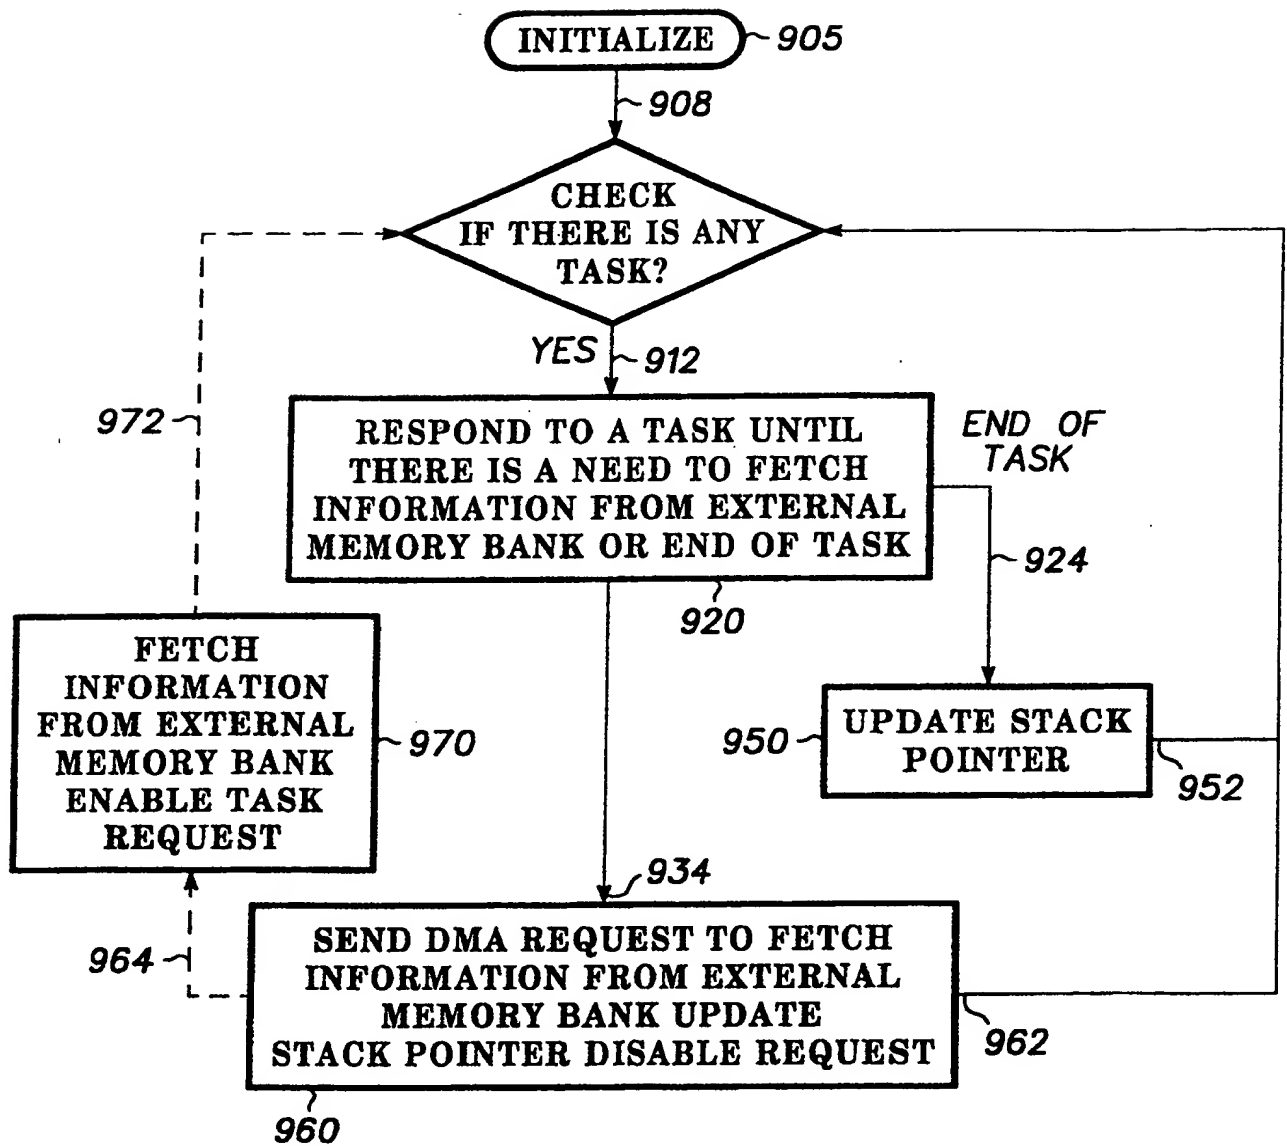 INITIALIZE
905
908
CHECK
IF THERE IS ANY
TASK?
YES
912
972
RESPOND TO A TASK UNTIL
THERE IS A NEED TO FETCH
INFORMATION FROM EXTERNAL
MEMORY BANK OR END OF TASK
END OF
TASK
924
920
FETCH
INFORMATION
FROM EXTERNAL
MEMORY BANK
ENABLE TASK
REQUEST
970
950
UPDATE STACK
POINTER
952
934
964
SEND DMA REQUEST TO FETCH
INFORMATION FROM EXTERNAL
MEMORY BANK UPDATE
STACK POINTER DISABLE REQUEST
962
960